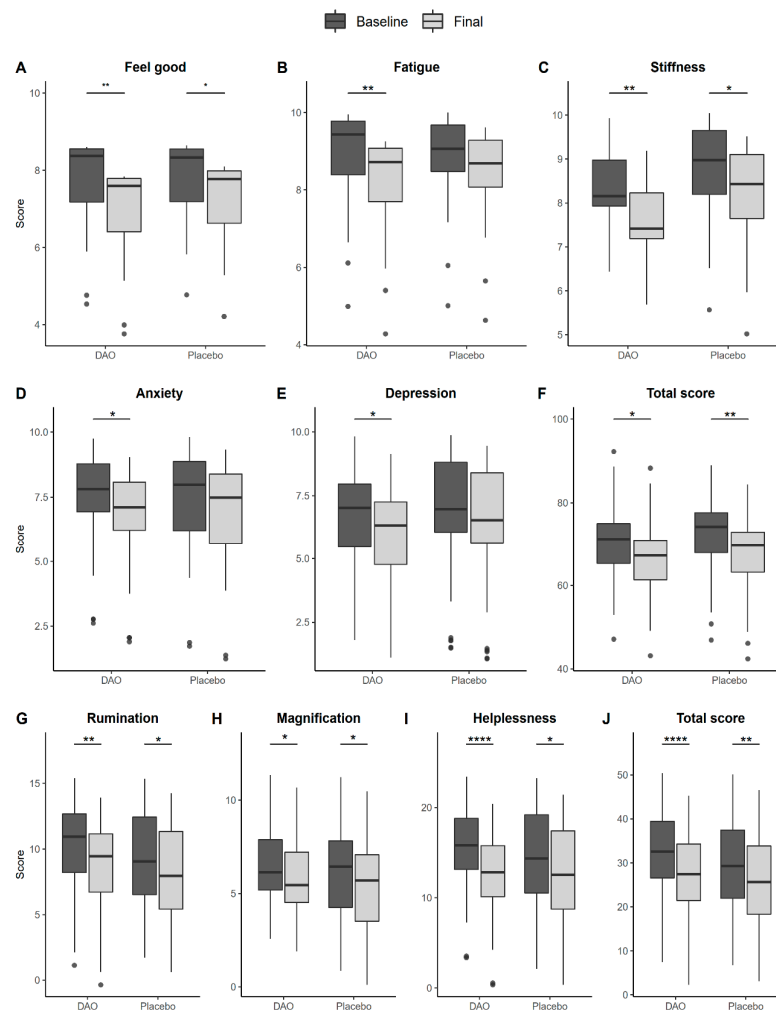 Baseline Final
A Feel good B Fatigue C Stiffness
** * ** ** *
Score
10
8
6
4
DAO Placebo
10
8
6
4
DAO Placebo
9
8
7
6
5
10
DAO Placebo
D Anxiety E Depression F Total score
* * * **
Score
10.0
7.5
5.0
2.5
DAO Placebo
10.0
7.5
5.0
2.5
DAO Placebo
100
80
60
40
DAO Placebo
G Rumination H Magnification I Helplessness J Total score
** * * * **** * **** **
Score
15
10
5
0
DAO Placebo
10
5
0
DAO Placebo
20
10
0
DAO Placebo
50
40
30
20
10
0
DAO Placebo